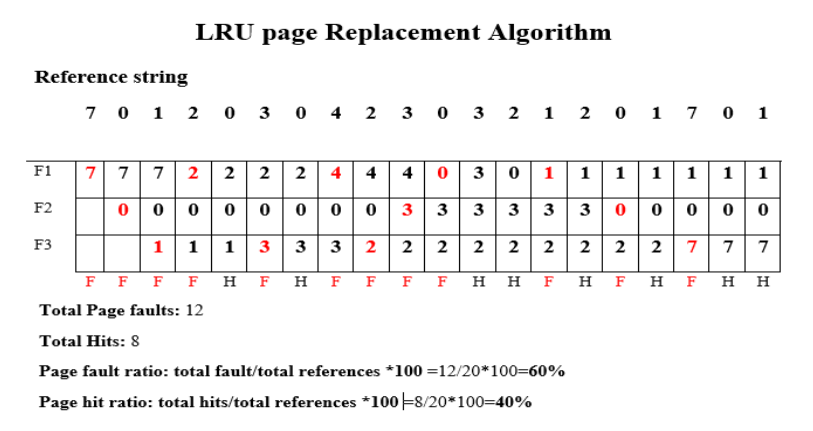 LRU page Replacement Algorithm
Reference string
7 0 1 2 0 3 0 4 2 3 0 3 2 1 2 0 1 7 0 1
F1 7 7 7 2 2 2 2 4 4 4 0 3 0 1 1 1 1 1 1 1
F2 0 0 0 0 0 0 0 0 3 3 3 3 3 3 0 0 0 0 0
F3 1 1 1 3 3 3 2 2 2 2 2 2 2 2 2 7 7 7
F F F F H F H F F F F H H F H F H F H H
Total Page faults: 12
Total Hits: 8
Page fault ratio: total fault/total references *100 =12/20*100=60%
Page hit ratio: total hits/total references *100 =8/20*100=40%